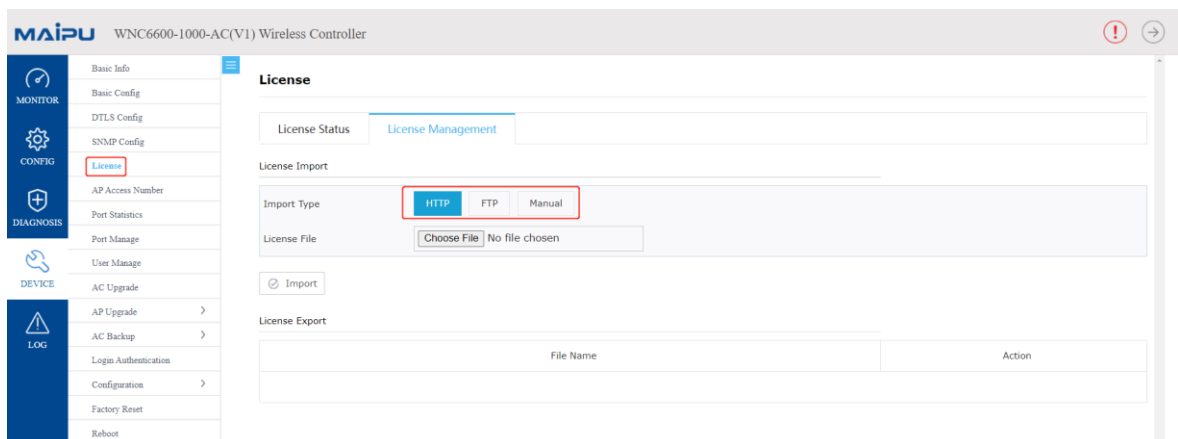 MAIPU WNC6600-1000-AC(V1) Wireless Controller
MONITOR
CONFIG
DIAGNOSIS
DEVICE
LOG
Basic Info
Basic Config
DTLS Config
SNMP Config
License
AP Access Number
Port Statistics
Port Manage
User Manage
AC Upgrade
AP Upgrade
AC Backup
Login Authentication
Configuration
Factory Reset
Reboot
License
License Status License Management
License Import
Import Type HTTP FTP Manual
License File Choose File No file chosen
Import
License Export
File Name Action